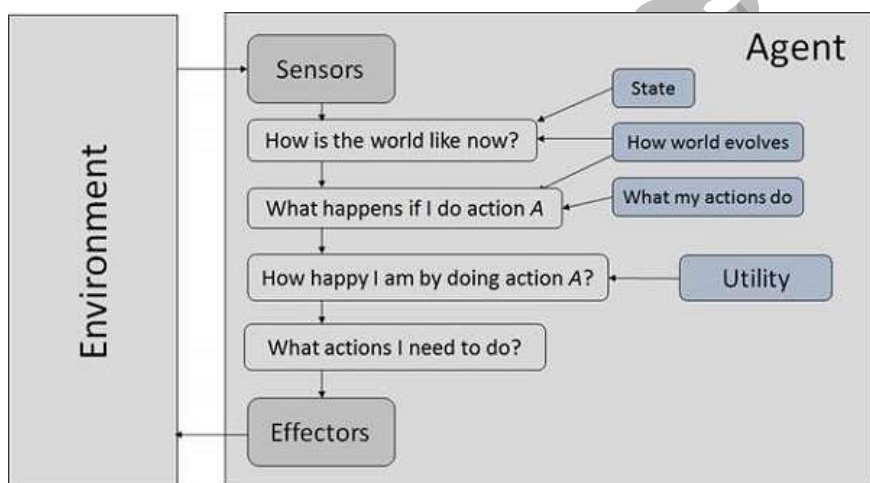 Agent
Sensors
State
How is the world like now?
How world evolves
What happens if I do action A
What my actions do
How happy I am by doing action A?
Utility
What actions I need to do?
Effectors
Environment